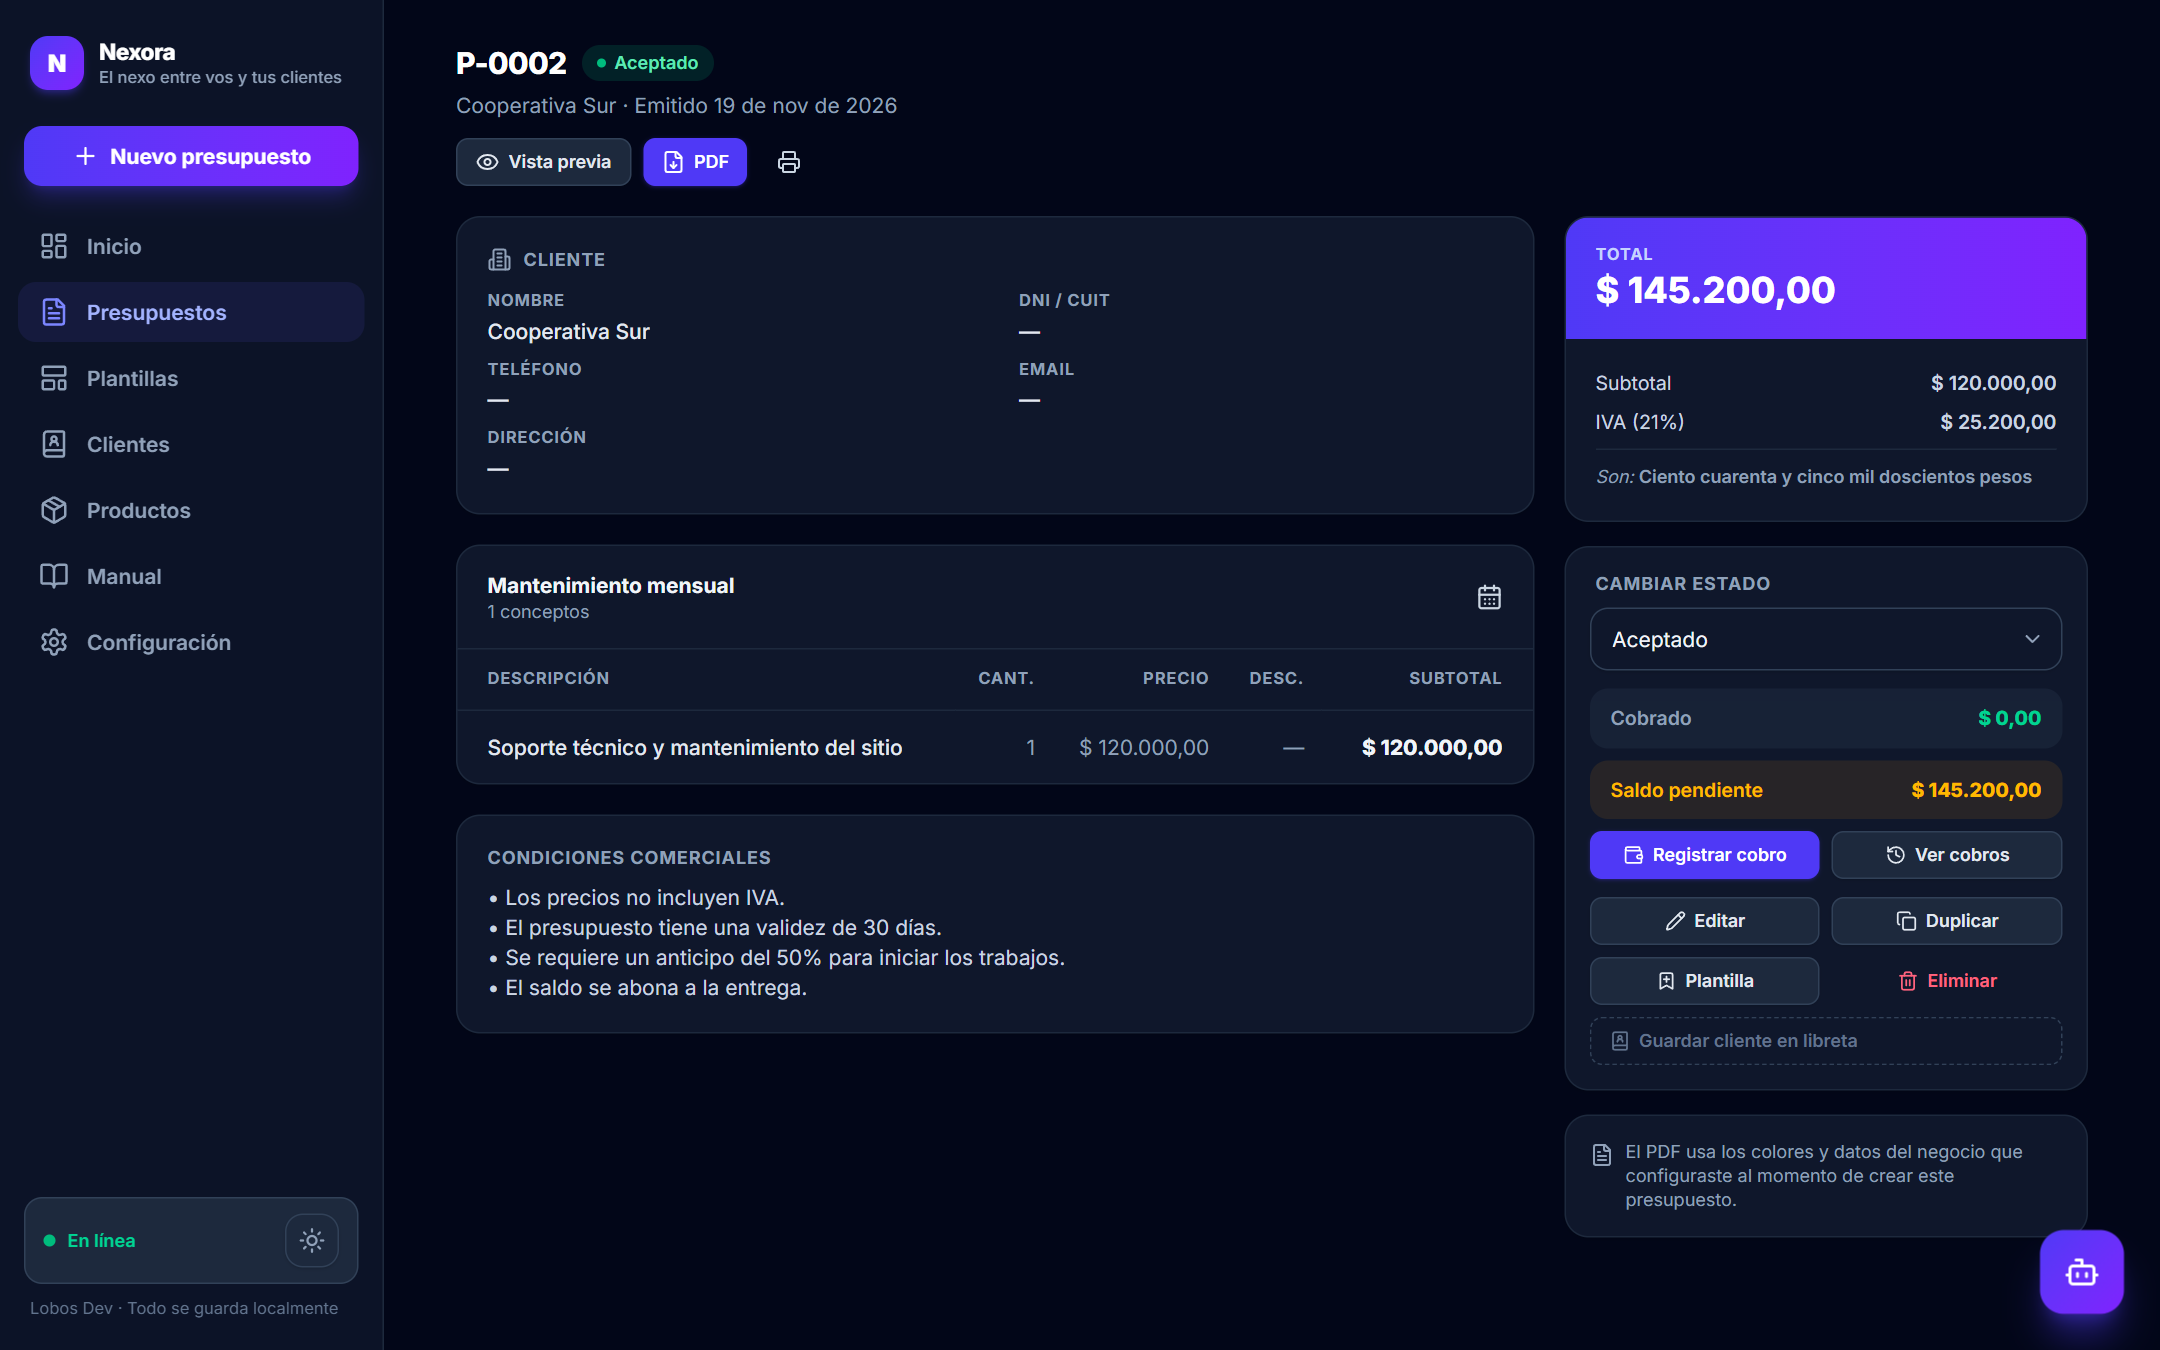 N
Nexora
El nexo entre vos y tus clientes
Nuevo presupuesto
Inicio
Presupuestos
Plantillas
Clientes
Productos
Manual
Configuración
En línea
Lobos Dev · Todo se guarda localmente
P-0002
Aceptado
Cooperativa Sur · Emitido 19 de nov de 2026
Vista previa
PDF
CLIENTE
NOMBRE
Cooperativa Sur
DNI / CUIT
—
TELÉFONO
—
EMAIL
—
DIRECCIÓN
—
Mantenimiento mensual
1 conceptos
DESCRIPCIÓN CANT. PRECIO DESC. SUBTOTAL
Soporte técnico y mantenimiento del sitio 1 $ 120.000,00 — $ 120.000,00
CONDICIONES COMERCIALES
• Los precios no incluyen IVA.
• El presupuesto tiene una validez de 30 días.
• Se requiere un anticipo del 50% para iniciar los trabajos.
• El saldo se abona a la entrega.
TOTAL
$ 145.200,00
Subtotal $ 120.000,00
IVA (21%) $ 25.200,00
Son: Ciento cuarenta y cinco mil doscientos pesos
CAMBIAR ESTADO
Aceptado
Cobrado $ 0,00
Saldo pendiente $ 145.200,00
Registrar cobro
Ver cobros
Editar
Duplicar
Plantilla
Eliminar
Guardar cliente en libreta
El PDF usa los colores y datos del negocio que
configuraste al momento de crear este
presupuesto.